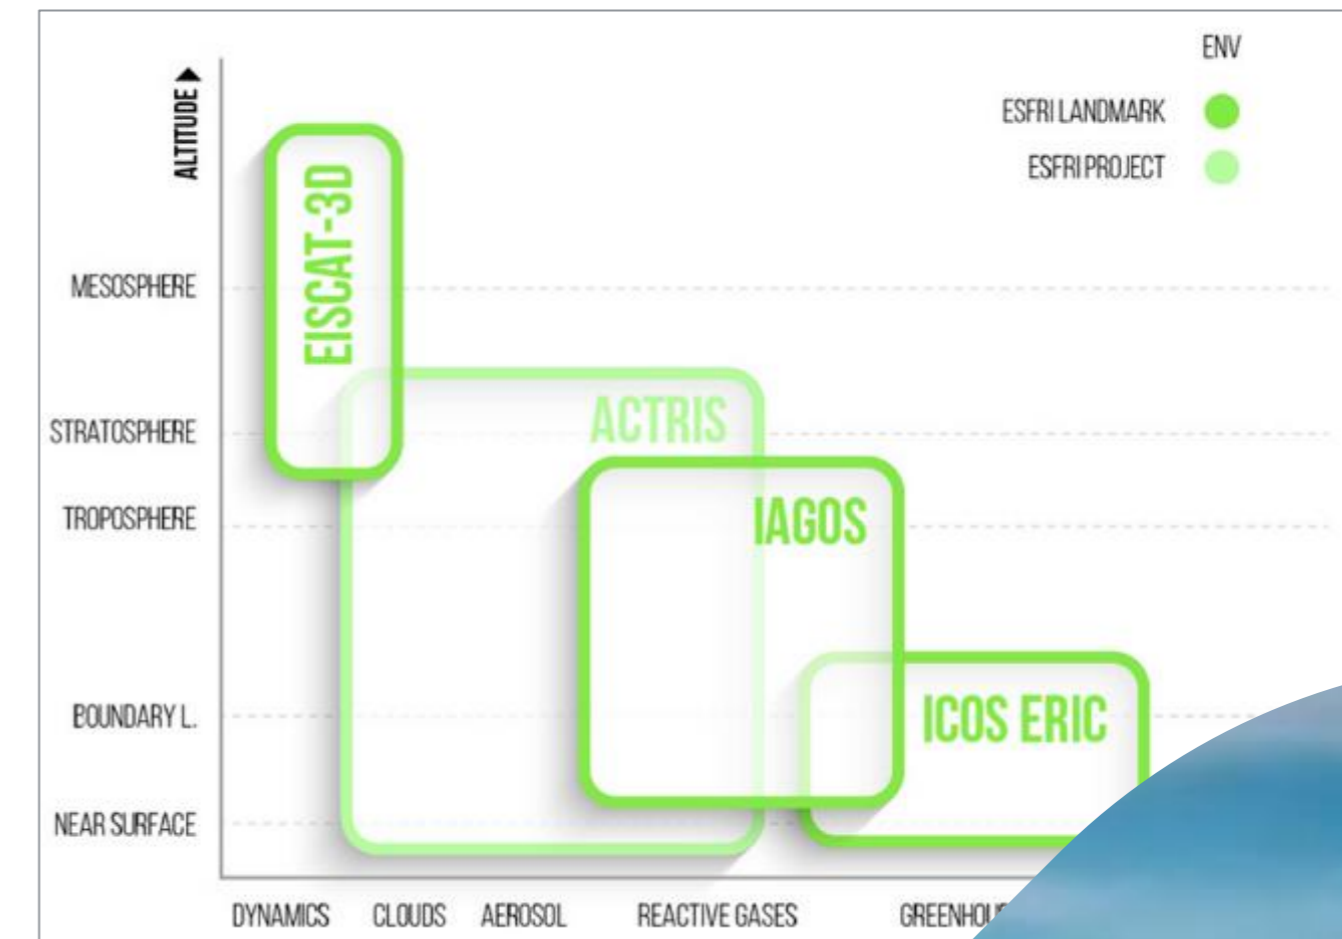 ENV
ESFRI LANDMARK
ESFRI PROJECT
ALTITUDE
EISCAT-3D
MESOSPHERE
ACTRIS
STRATOSPHERE
IAGOS
TROPOSPHERE
ICOS ERIC
BOUNDARY L.
NEAR SURFACE
DYNAMICS CLOUDS AEROSOL REACTIVE GASES